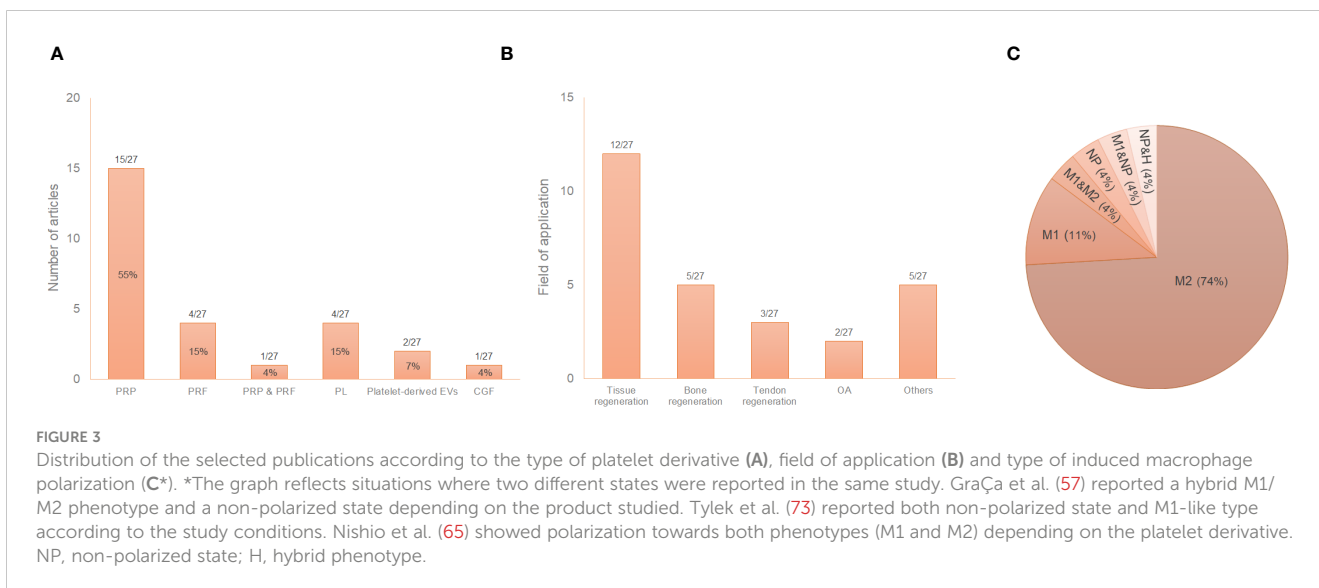 A
B
C
20
15
10
5
0
Number of articles
15/27
55%
4/27
15%
1/27
4%
4/27
15%
2/27
7%
1/27
4%
PRP
PRF
PRP & PRF
PL
Platelet-derived EVs
CGF
15
10
5
0
Field of application
12/27
5/27
3/27
2/27
5/27
Tissue
regeneration
Bone
regeneration
Tendon
regeneration
OA
Others
NP&H (4%)
M1&NP (4%)
NP (4%)
M1&M2 (4%)
M1 (11%)
M2 (74%)
FIGURE 3
Distribution of the selected publications according to the type of platelet derivative (A), field of application (B) and type of induced macrophage
polarization (C*). *The graph reflects situations where two different states were reported in the same study. GraÇa et al. (57) reported a hybrid M1/
M2 phenotype and a non-polarized state depending on the product studied. Tylek et al. (73) reported both non-polarized state and M1-like type
according to the study conditions. Nishio et al. (65) showed polarization towards both phenotypes (M1 and M2) depending on the platelet derivative.
NP, non-polarized state; H, hybrid phenotype.